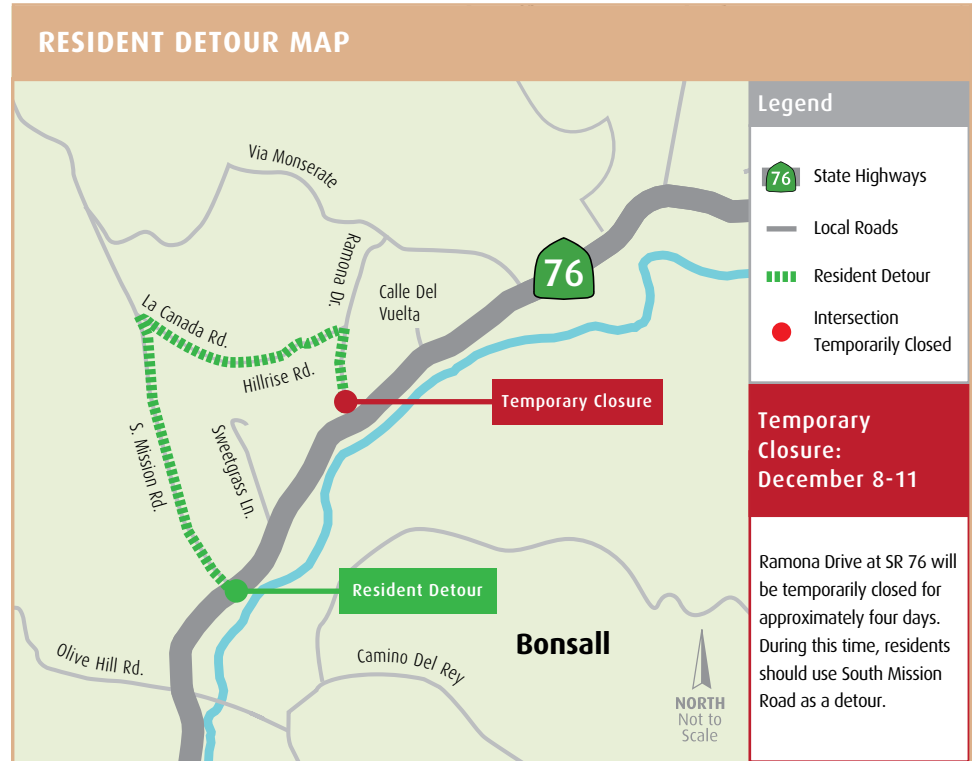 RESIDENT DETOUR MAP
Via Monserate
Ramona Dr.
76
Calle Del
Vuelta
La Canada Rd.
Hillrise Rd.
Temporary Closure
S. Mission Rd.
Sweetgrass Ln.
Resident Detour
Olive Hill Rd.
Camino Del Rey
Bonsall
NORTH
Not to
Scale
Legend
76 State Highways
Local Roads
Resident Detour
Intersection
Temporarily Closed
Temporary
Closure:
December 8-11
Ramona Drive at SR 76 will
be temporarily closed for
approximately four days.
During this time, residents
should use South Mission
Road as a detour.